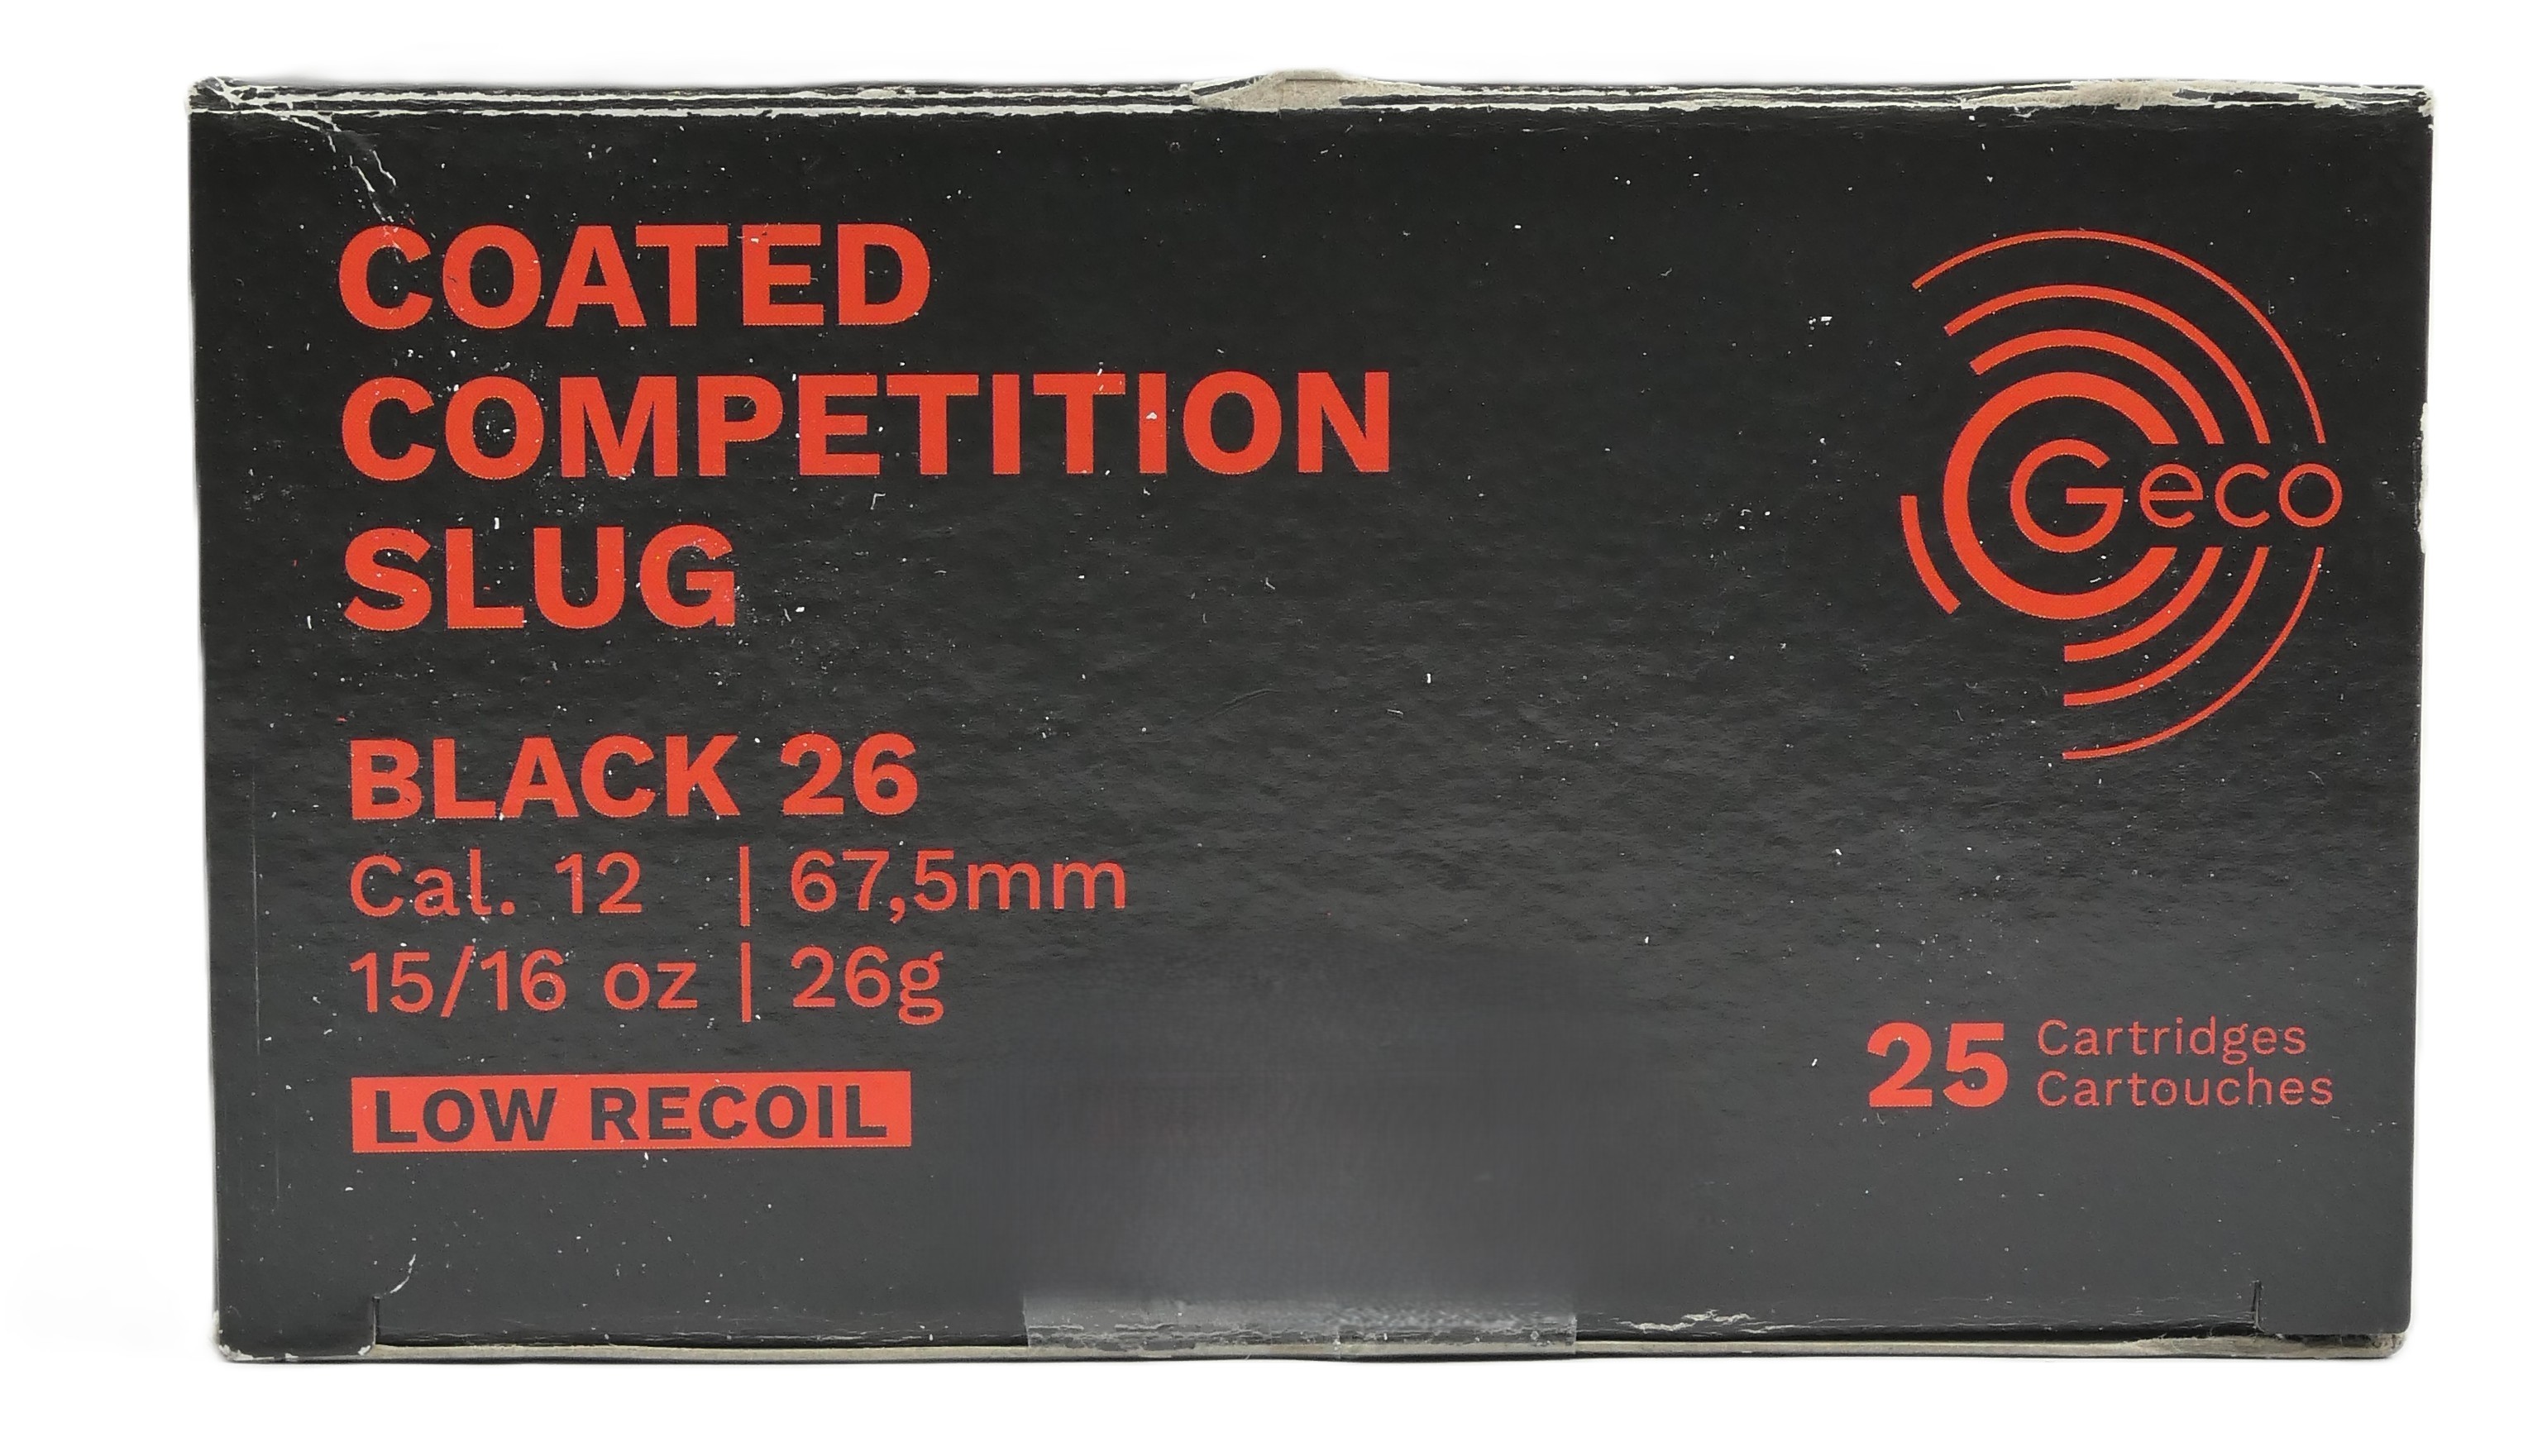 COATED
COMPETITION
SLUG
Geco
BLACK 26
Cal. 12 | 67,5mm
15/16 oz | 26g
LOW RECOIL
25 Cartridges
Cartouches